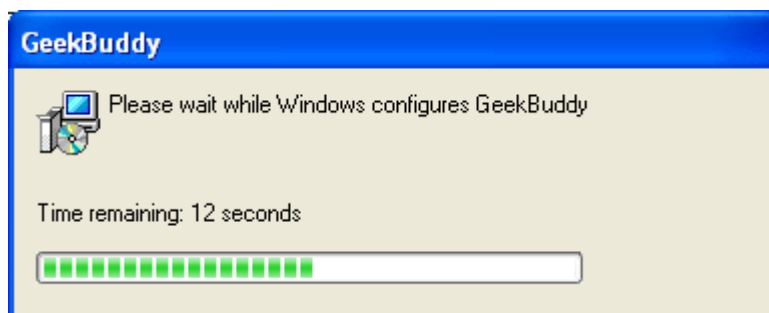 GeekBuddy
Please wait while Windows configures GeekBuddy
Time remaining: 12 seconds